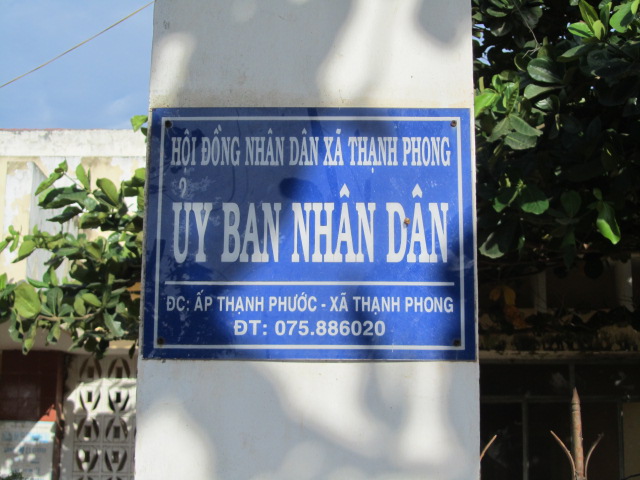 HỘI ĐỒNG NHÂN DÂN XÃ THẠNH PHONG
ỦY BAN NHÂN DÂN
ĐC: ẤP THẠNH PHƯỚC - XÃ THẠNH PHONG
ĐT: 075.886020